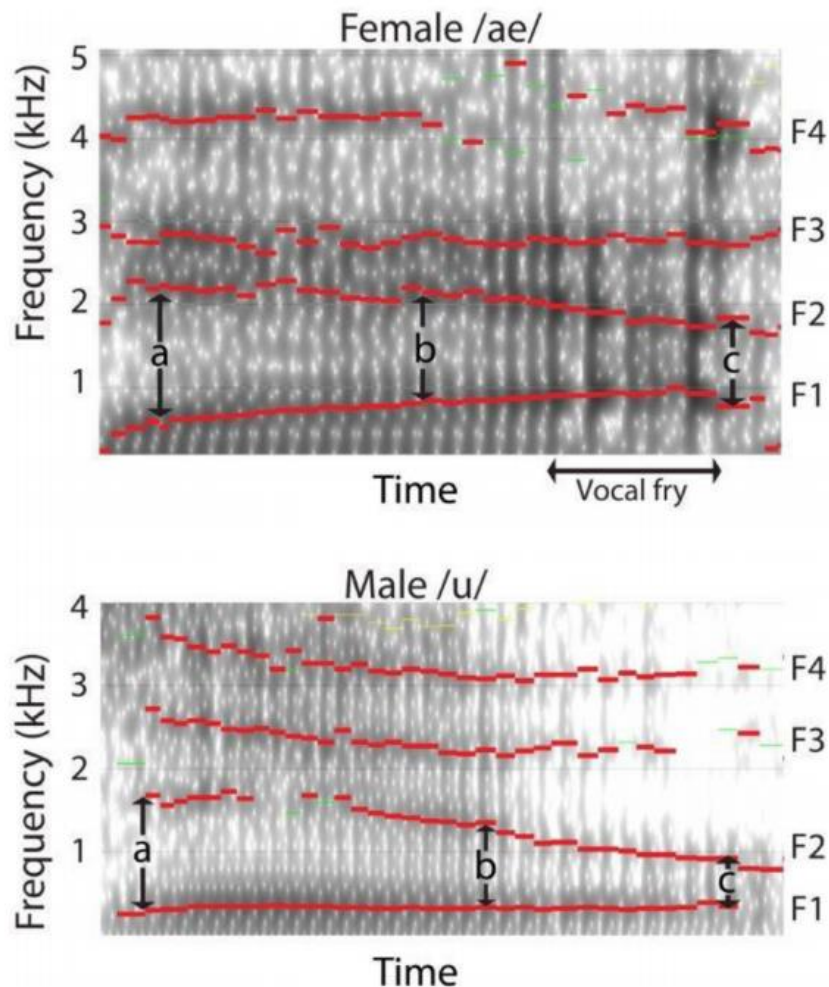 Female /ae/
Frequency (kHz)
5
4
3
2
1
F4
F3
F2
F1
a
b
c
Time
Vocal fry
Male /u/
Frequency (kHz)
4
3
2
1
F4
F3
F2
F1
a
b
c
Time